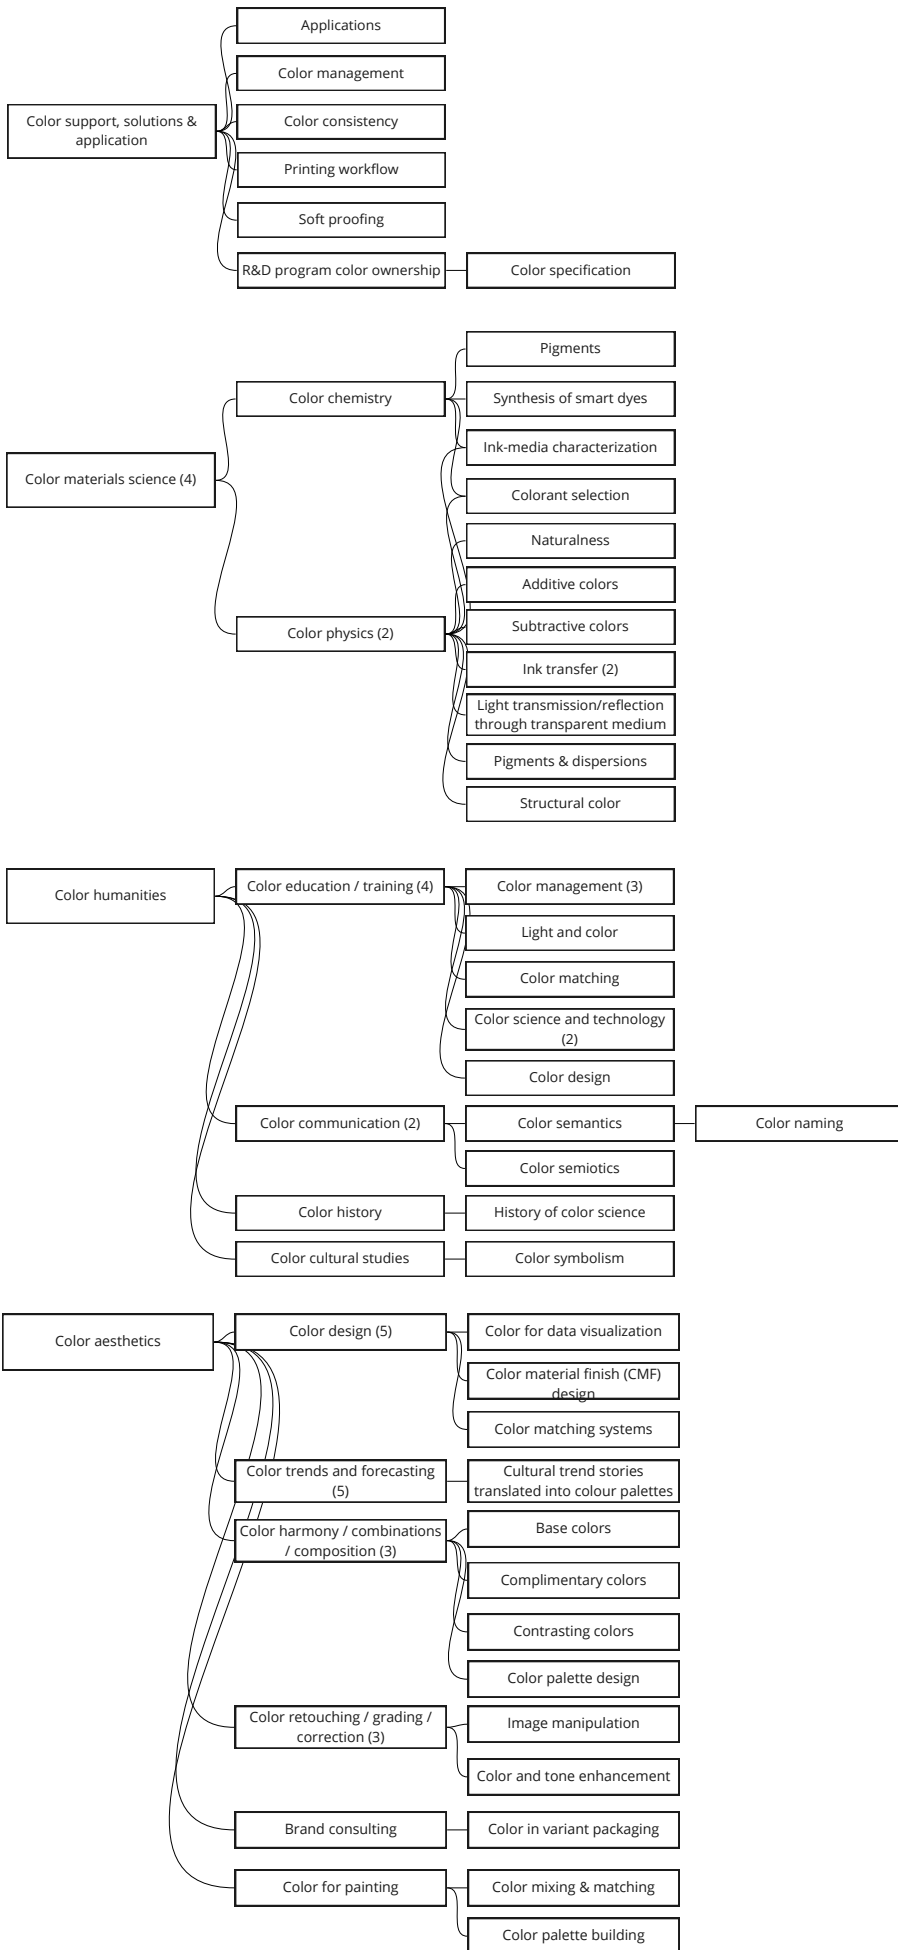 Applications
Color management
Color support, solutions &
application
Color consistency
Printing workflow
Soft proofing
R&D program color ownership
Color specification
Pigments
Color chemistry
Synthesis of smart dyes
Ink-media characterization
Color materials science (4)
Colorant selection
Naturalness
Additive colors
Color physics (2)
Subtractive colors
Ink transfer (2)
Light transmission/reflection
through transparent medium
Pigments & dispersions
Structural color
Color humanities
Color education / training (4)
Color management (3)
Light and color
Color matching
Color science and technology
(2)
Color design
Color communication (2)
Color semantics
Color naming
Color semiotics
Color history
History of color science
Color cultural studies
Color symbolism
Color aesthetics
Color design (5)
Color for data visualization
Color material finish (CMF)
design
Color matching systems
Color trends and forecasting
(5)
Cultural trend stories
translated into colour palettes
Color harmony / combinations
/ composition (3)
Base colors
Complimentary colors
Contrasting colors
Color palette design
Color retouching / grading /
correction (3)
Image manipulation
Color and tone enhancement
Brand consulting
Color in variant packaging
Color for painting
Color mixing & matching
Color palette building